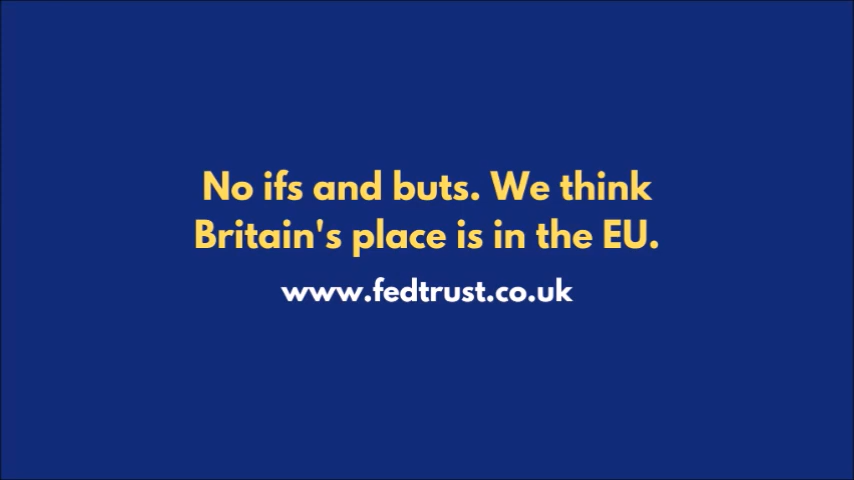 No ifs and buts. We think
Britain's place is in the EU.
www.fedtrust.co.uk